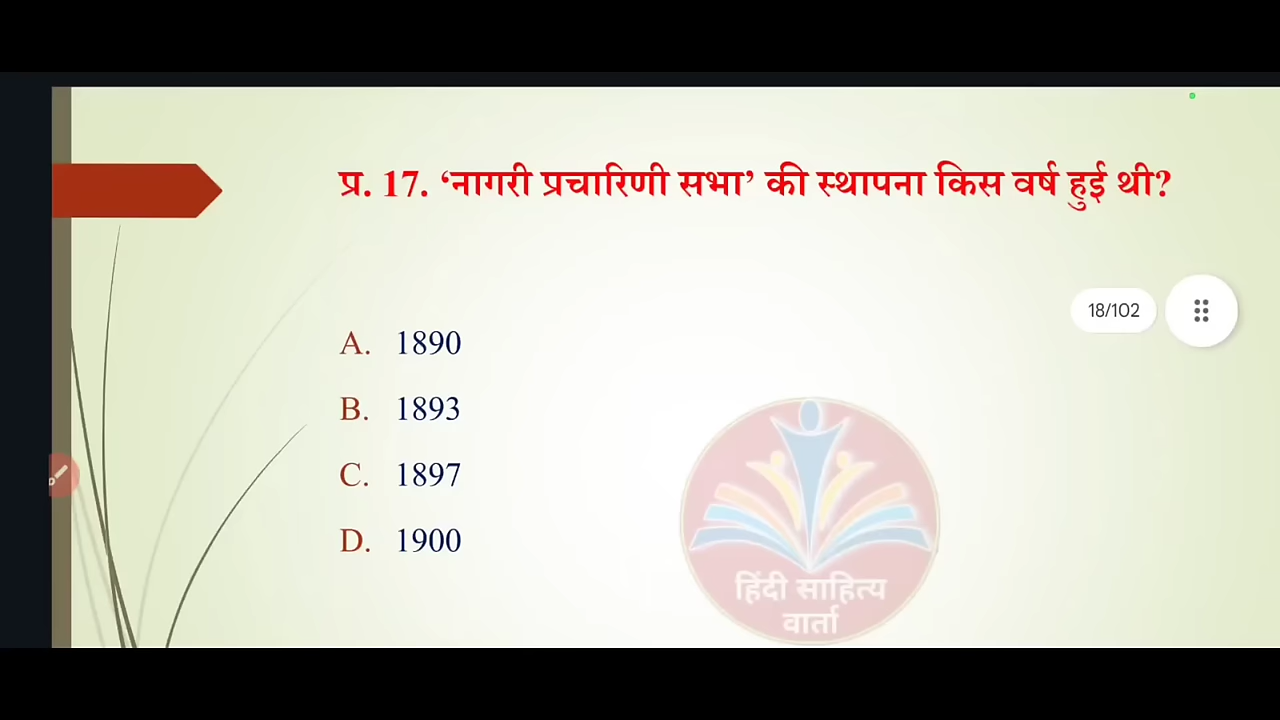 प्र. 17. ‘नागरी प्रचारिणी सभा’ की स्थापना किस वर्ष हुई थी?
18/102
A. 1890
B. 1893
C. 1897
D. 1900
हिंदी साहित्य
वार्ता